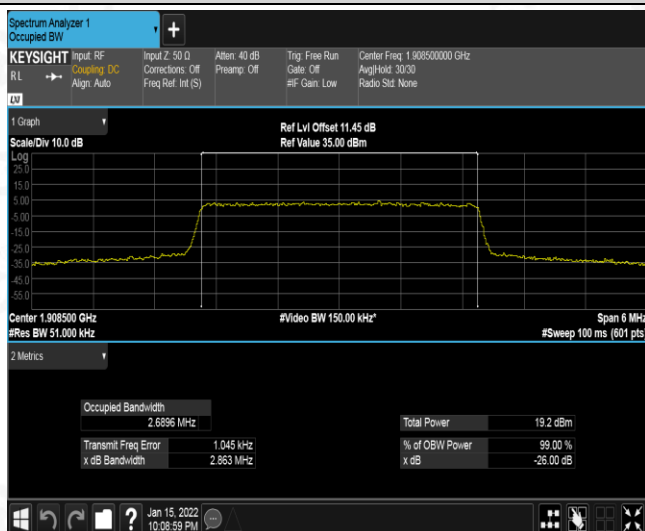 Spectrum Analyzer 1
Occupied BW
+
KEYSIGHT Input: RF Input Z: 50 Ω Atten: 40 dB Trig: Free Run Center Freq: 1.908500000 GHz
RL Coupling: DC Corrections: Off Preamp: Off Gate: Off Avg|Hold: 30/30
Align: Auto Freq Ref: Int (S) #IF Gain: Low Radio Std: None
LXI
1 Graph
Ref Lvl Offset 11.45 dB
Scale/Div 10.0 dB Ref Value 35.00 dBm
Log
25.0
15.0
5.00
-5.00
-15.0
-25.0
-35.0
-45.0
-55.0
Center 1.908500 GHz #Video BW 150.00 kHz* Span 6 MHz
#Res BW 51.000 kHz #Sweep 100 ms (601 pts)
2 Metrics
Occupied Bandwidth
2.6896 MHz Total Power 19.2 dBm
Transmit Freq Error 1.045 kHz % of OBW Power 99.00 %
x dB Bandwidth 2.863 MHz x dB -26.00 dB
? Jan 15, 2022
10:08:59 PM